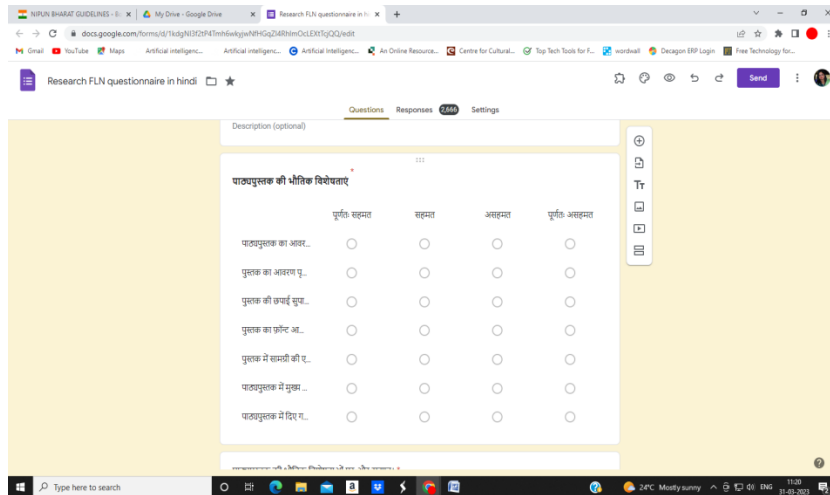 NIPUN BHARAT GUIDELINES - Ec
My Drive - Google Drive
Research FLN questionnaire in h
docs.google.com/forms/d/1kdgNI3f2tP4Tmh6wkyjwNfHGqZl4RhlmOcLEXtTqjQQ/edit
Gmail YouTube Maps Artificial intelligenc... Artificial intelligenc... Artificial Intelligenc... An Online Resource... Centre for Cultural... Top Tech Tools for F... wordwall Decagon ERP Login Free Technology for...
Research FLN questionnaire in hindi
Send
Questions Responses 2,666 Settings
Description (optional)
पाठ्यपुस्तक की भौतिक विशेषताएं *
पूर्णतः सहमत सहमत असहमत पूर्णतः असहमत
पाठ्यपुस्तक का आवर...
पुस्तक का आवरण पृ...
पुस्तक की छपाई सुपा...
पुस्तक का फ़ॉन्ट आ...
पुस्तक में सामग्री की ए...
पाठ्यपुस्तक में मुख्य ...
पाठ्यपुस्तक में दिए ग...
Type here to search
24°C Mostly sunny ENG 11:20
31-03-2023